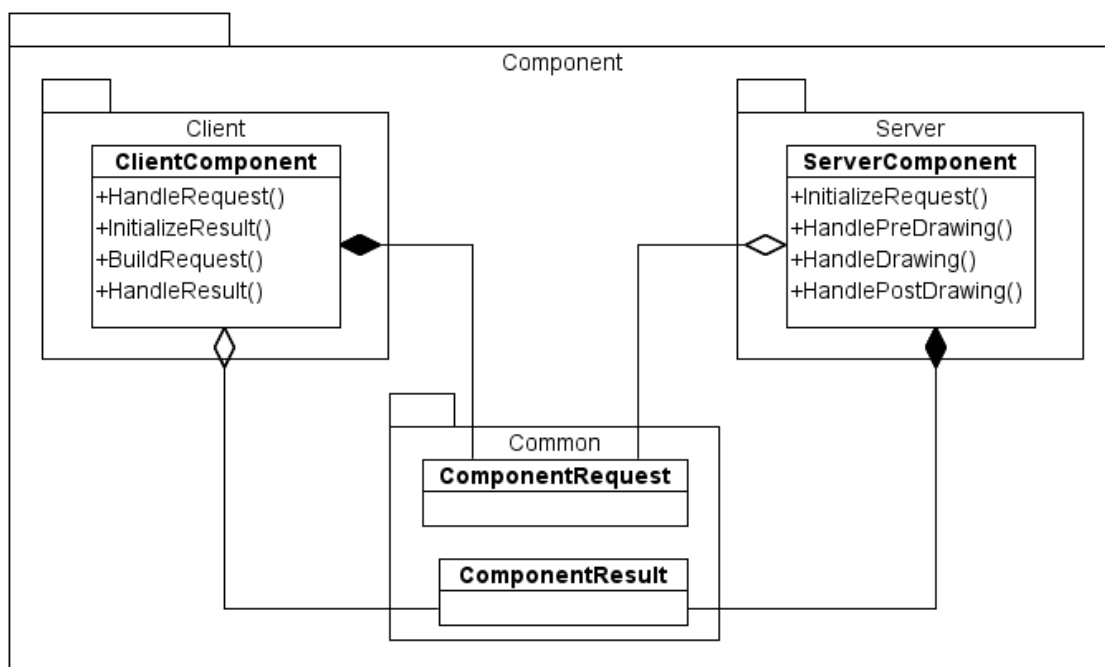 Component
Client
ClientComponent
+HandleRequest()
+InitializeResult()
+BuildRequest()
+HandleResult()
Server
ServerComponent
+InitializeRequest()
+HandlePreDrawing()
+HandleDrawing()
+HandlePostDrawing()
Common
ComponentRequest
ComponentResult